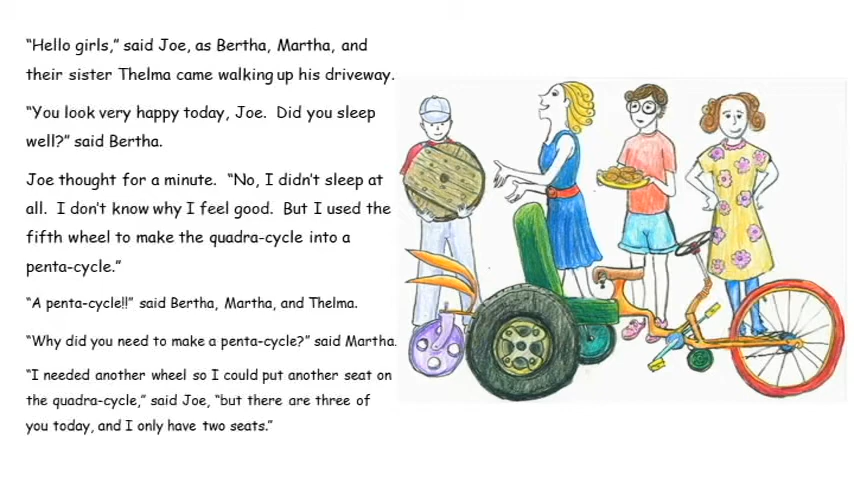 “Hello girls,” said Joe, as Bertha, Martha, and
their sister Thelma came walking up his driveway.
“You look very happy today, Joe.  Did you sleep
well?” said Bertha.
Joe thought for a minute.  “No, I didn’t sleep at
all.  I don’t know why I feel good.  But I used the
fifth wheel to make the quadra-cycle into a
penta-cycle.”
“A penta-cycle!!” said Bertha, Martha, and Thelma.
“Why did you need to make a penta-cycle?” said Martha.
“I needed another wheel so I could put another seat on
the quadra-cycle,” said Joe, “but there are three of
you today, and I only have two seats.”